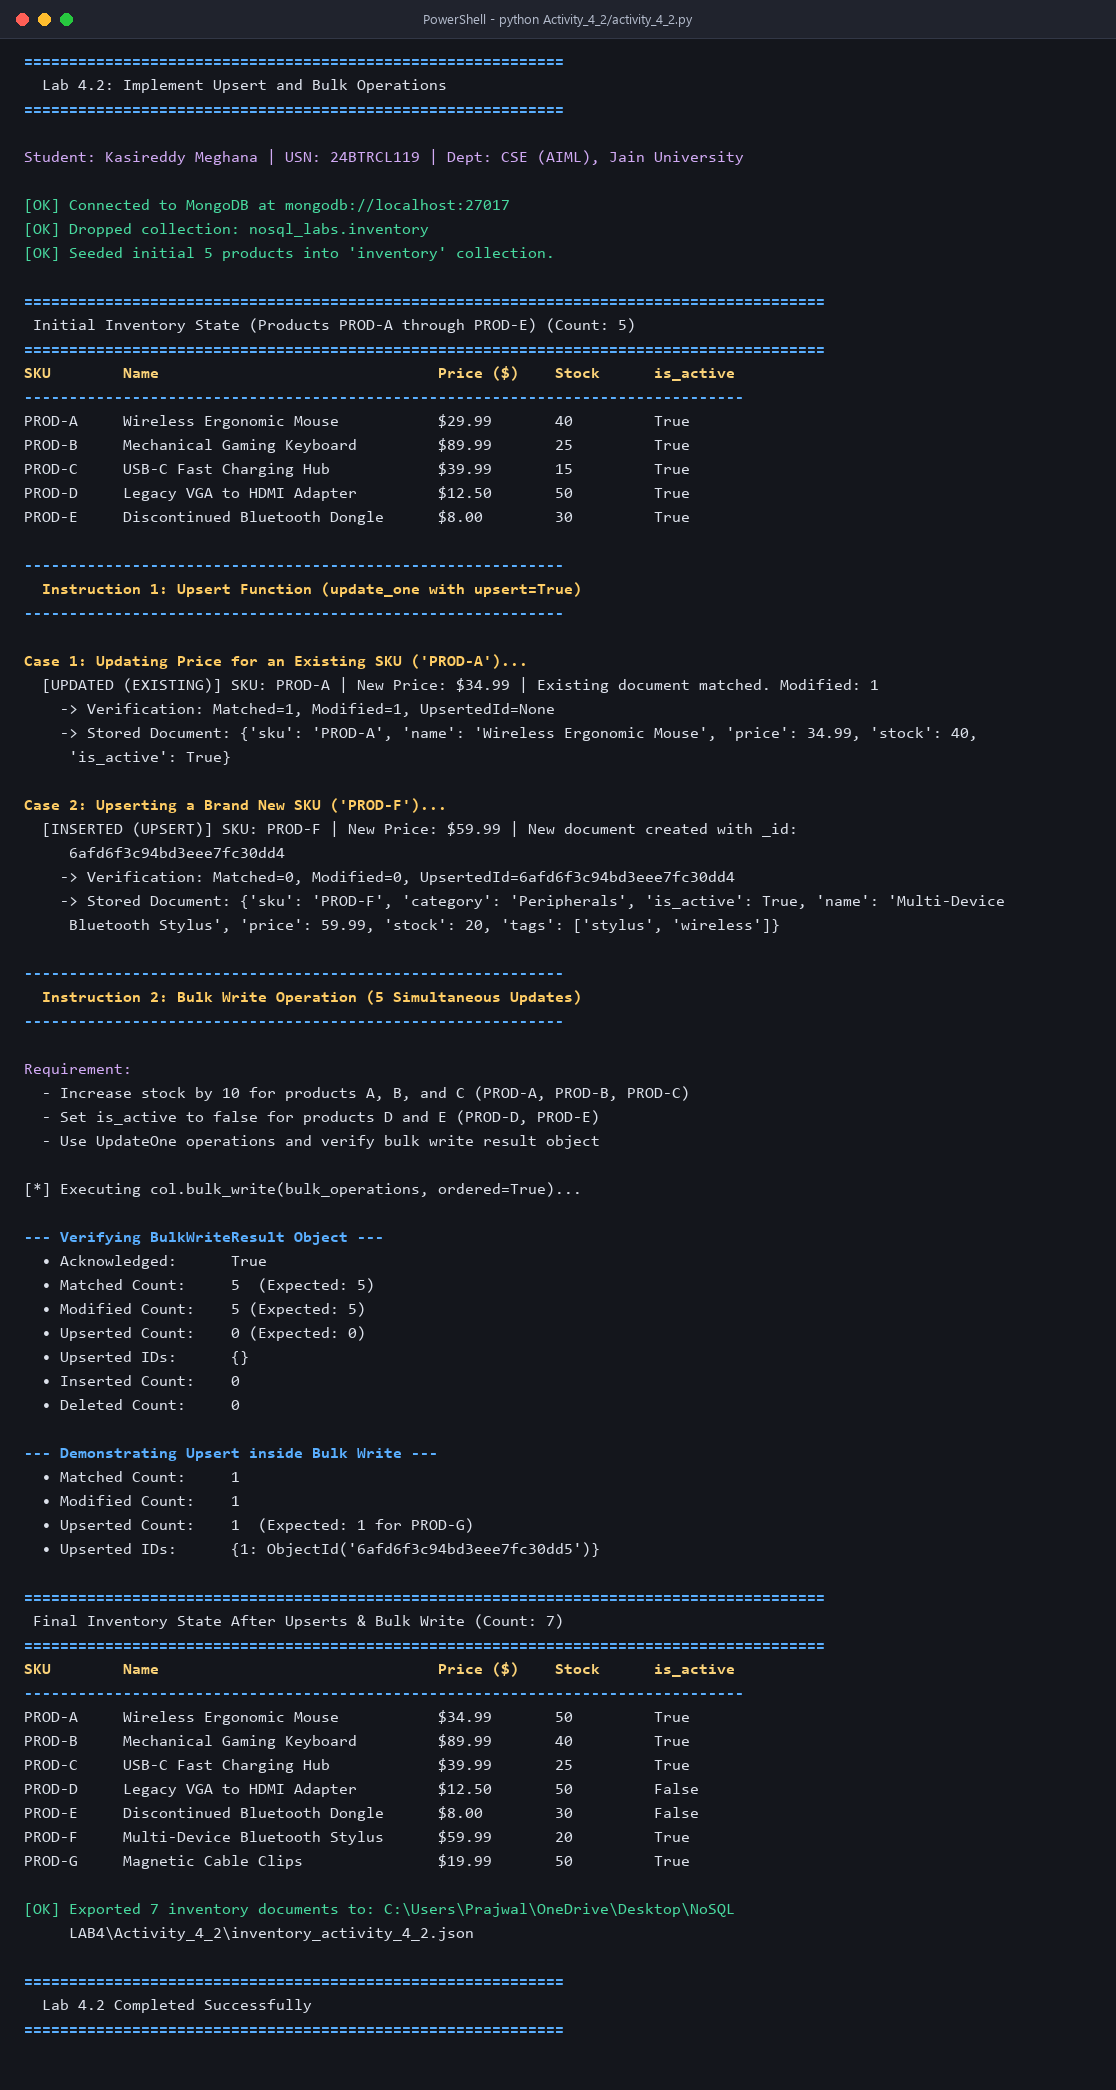 PowerShell - python Activity_4_2/activity_4_2.py
============================================================
Lab 4.2: Implement Upsert and Bulk Operations
============================================================
Student: Kasireddy Meghana | USN: 24BTRCL119 | Dept: CSE (AIML), Jain University
[OK] Connected to MongoDB at mongodb://localhost:27017
[OK] Dropped collection: nosql_labs.inventory
[OK] Seeded initial 5 products into 'inventory' collection.
=========================================================================================
Initial Inventory State (Products PROD-A through PROD-E) (Count: 5)
=========================================================================================
SKU        Name                               Price ($)    Stock      is_active
--------------------------------------------------------------------------------
PROD-A     Wireless Ergonomic Mouse           $29.99       40         True
PROD-B     Mechanical Gaming Keyboard         $89.99       25         True
PROD-C     USB-C Fast Charging Hub            $39.99       15         True
PROD-D     Legacy VGA to HDMI Adapter         $12.50       50         True
PROD-E     Discontinued Bluetooth Dongle      $8.00        30         True
------------------------------------------------------------
Instruction 1: Upsert Function (update_one with upsert=True)
------------------------------------------------------------
Case 1: Updating Price for an Existing SKU ('PROD-A')...
[UPDATED (EXISTING)] SKU: PROD-A | New Price: $34.99 | Existing document matched. Modified: 1
-> Verification: Matched=1, Modified=1, UpsertedId=None
-> Stored Document: {'sku': 'PROD-A', 'name': 'Wireless Ergonomic Mouse', 'price': 34.99, 'stock': 40,
'is_active': True}
Case 2: Upserting a Brand New SKU ('PROD-F')...
[INSERTED (UPSERT)] SKU: PROD-F | New Price: $59.99 | New document created with _id:
6afd6f3c94bd3eee7fc30dd4
-> Verification: Matched=0, Modified=0, UpsertedId=6afd6f3c94bd3eee7fc30dd4
-> Stored Document: {'sku': 'PROD-F', 'category': 'Peripherals', 'is_active': True, 'name': 'Multi-Device
Bluetooth Stylus', 'price': 59.99, 'stock': 20, 'tags': ['stylus', 'wireless']}
------------------------------------------------------------
Instruction 2: Bulk Write Operation (5 Simultaneous Updates)
------------------------------------------------------------
Requirement:
- Increase stock by 10 for products A, B, and C (PROD-A, PROD-B, PROD-C)
- Set is_active to false for products D and E (PROD-D, PROD-E)
- Use UpdateOne operations and verify bulk write result object
[*] Executing col.bulk_write(bulk_operations, ordered=True)...
--- Verifying BulkWriteResult Object ---
• Acknowledged:      True
• Matched Count:     5  (Expected: 5)
• Modified Count:    5 (Expected: 5)
• Upserted Count:    0 (Expected: 0)
• Upserted IDs:      {}
• Inserted Count:    0
• Deleted Count:     0
--- Demonstrating Upsert inside Bulk Write ---
• Matched Count:     1
• Modified Count:    1
• Upserted Count:    1  (Expected: 1 for PROD-G)
• Upserted IDs:      {1: ObjectId('6afd6f3c94bd3eee7fc30dd5')}
=========================================================================================
Final Inventory State After Upserts & Bulk Write (Count: 7)
=========================================================================================
SKU        Name                               Price ($)    Stock      is_active
--------------------------------------------------------------------------------
PROD-A     Wireless Ergonomic Mouse           $34.99       50         True
PROD-B     Mechanical Gaming Keyboard         $89.99       40         True
PROD-C     USB-C Fast Charging Hub            $39.99       25         True
PROD-D     Legacy VGA to HDMI Adapter         $12.50       50         False
PROD-E     Discontinued Bluetooth Dongle      $8.00        30         False
PROD-F     Multi-Device Bluetooth Stylus      $59.99       20         True
PROD-G     Magnetic Cable Clips               $19.99       50         True
[OK] Exported 7 inventory documents to: C:\Users\Prajwal\OneDrive\Desktop\NoSQL
LAB4\Activity_4_2\inventory_activity_4_2.json
============================================================
Lab 4.2 Completed Successfully
============================================================